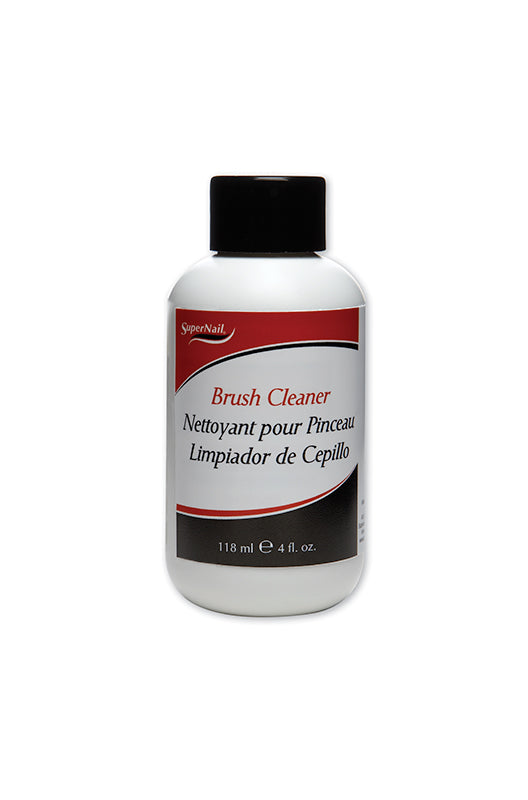 SuperNail®
Brush Cleaner
Nettoyant pour Pinceau
Limpiador de Cepillo
118 ml ℮ 4 fl. oz.